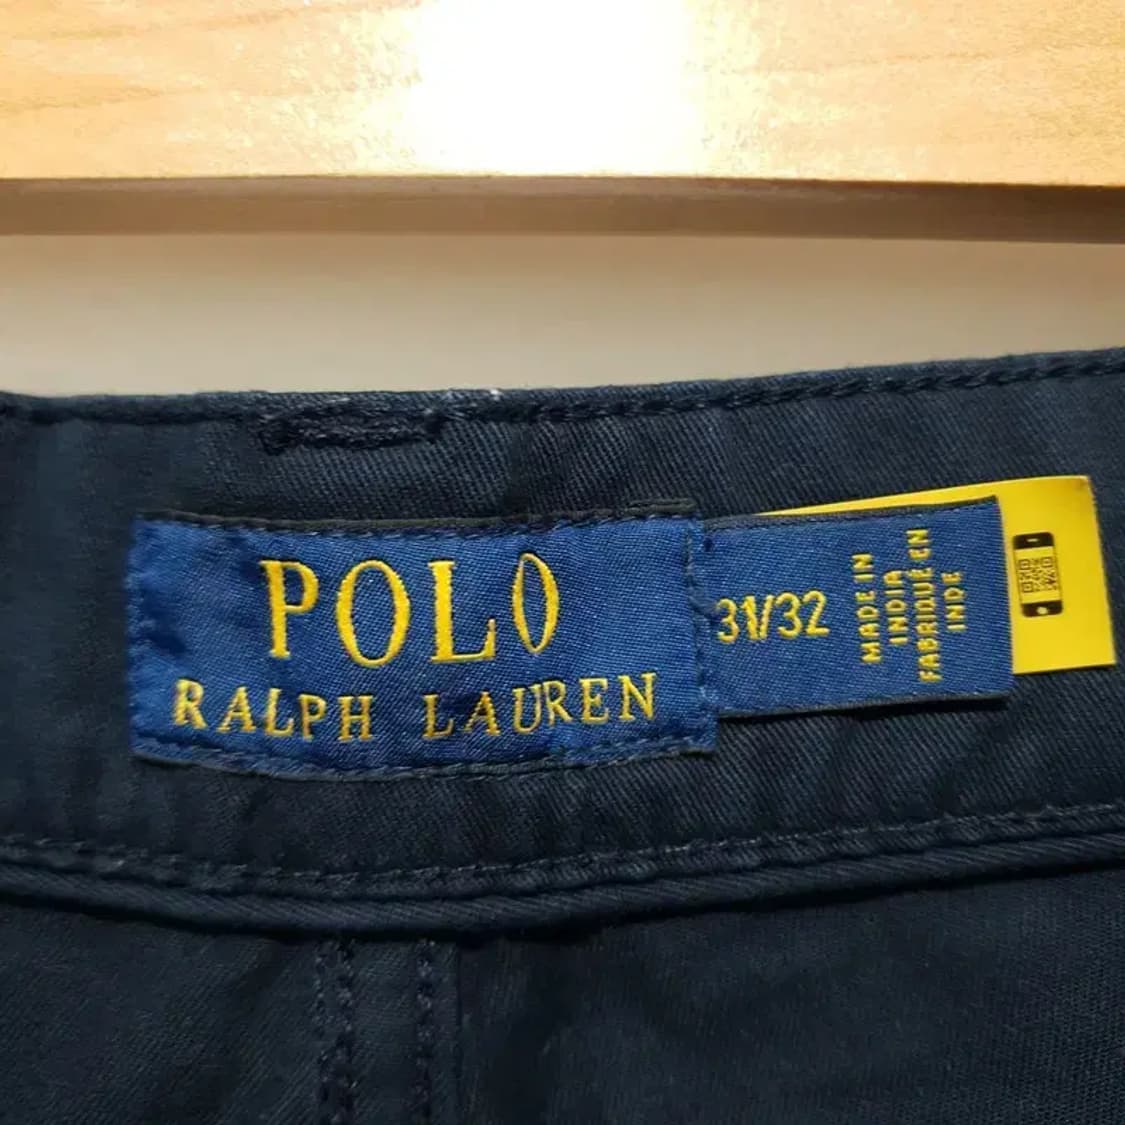 POLO
RALPH LAUREN
31/32
MADE IN
INDIA
FABRIQUÉ EN
INDE